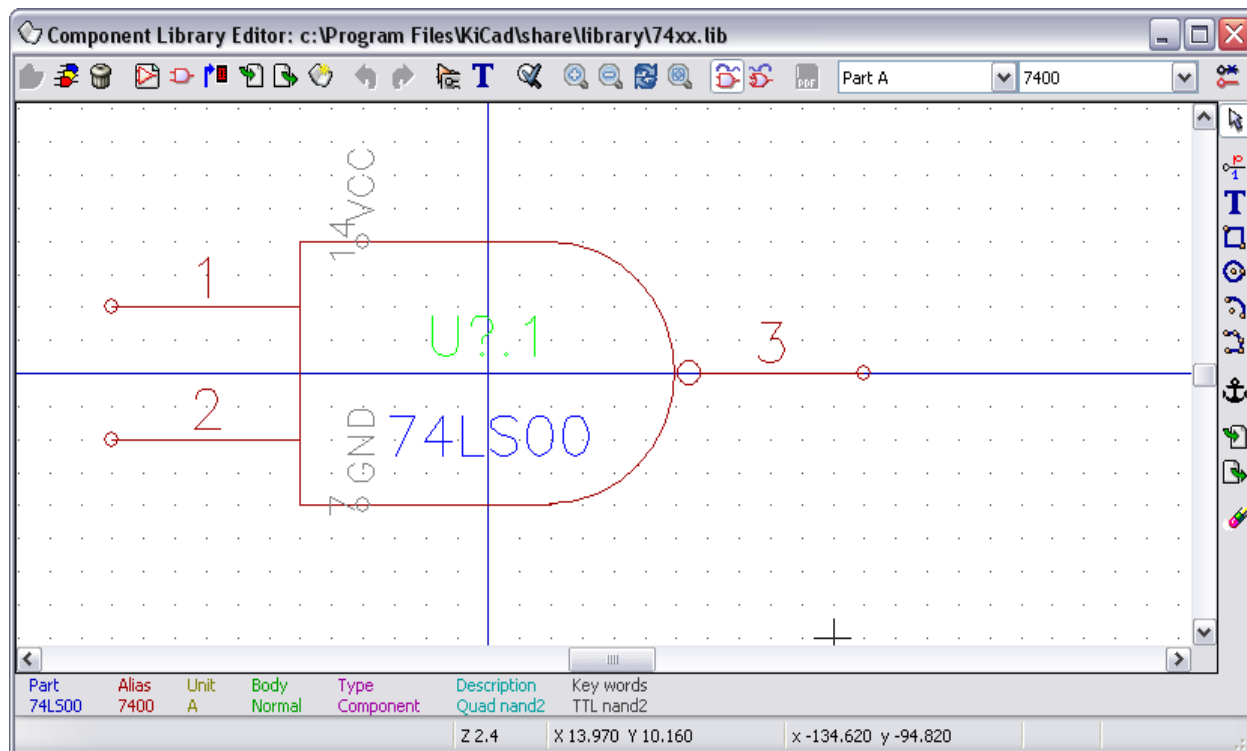 Component Library Editor: c:\Program Files\KiCad\share\library\74xx.lib
T PDF Part A 7400
14 VCC
1
U?.1
3
2
7 GND
74LS00
p
1
T
Part Alias Unit Body Type Description Key words
74LS00 7400 A Normal Component Quad nand2 TTL nand2
Z 2.4 X 13.970 Y 10.160 x -134.620 y -94.820